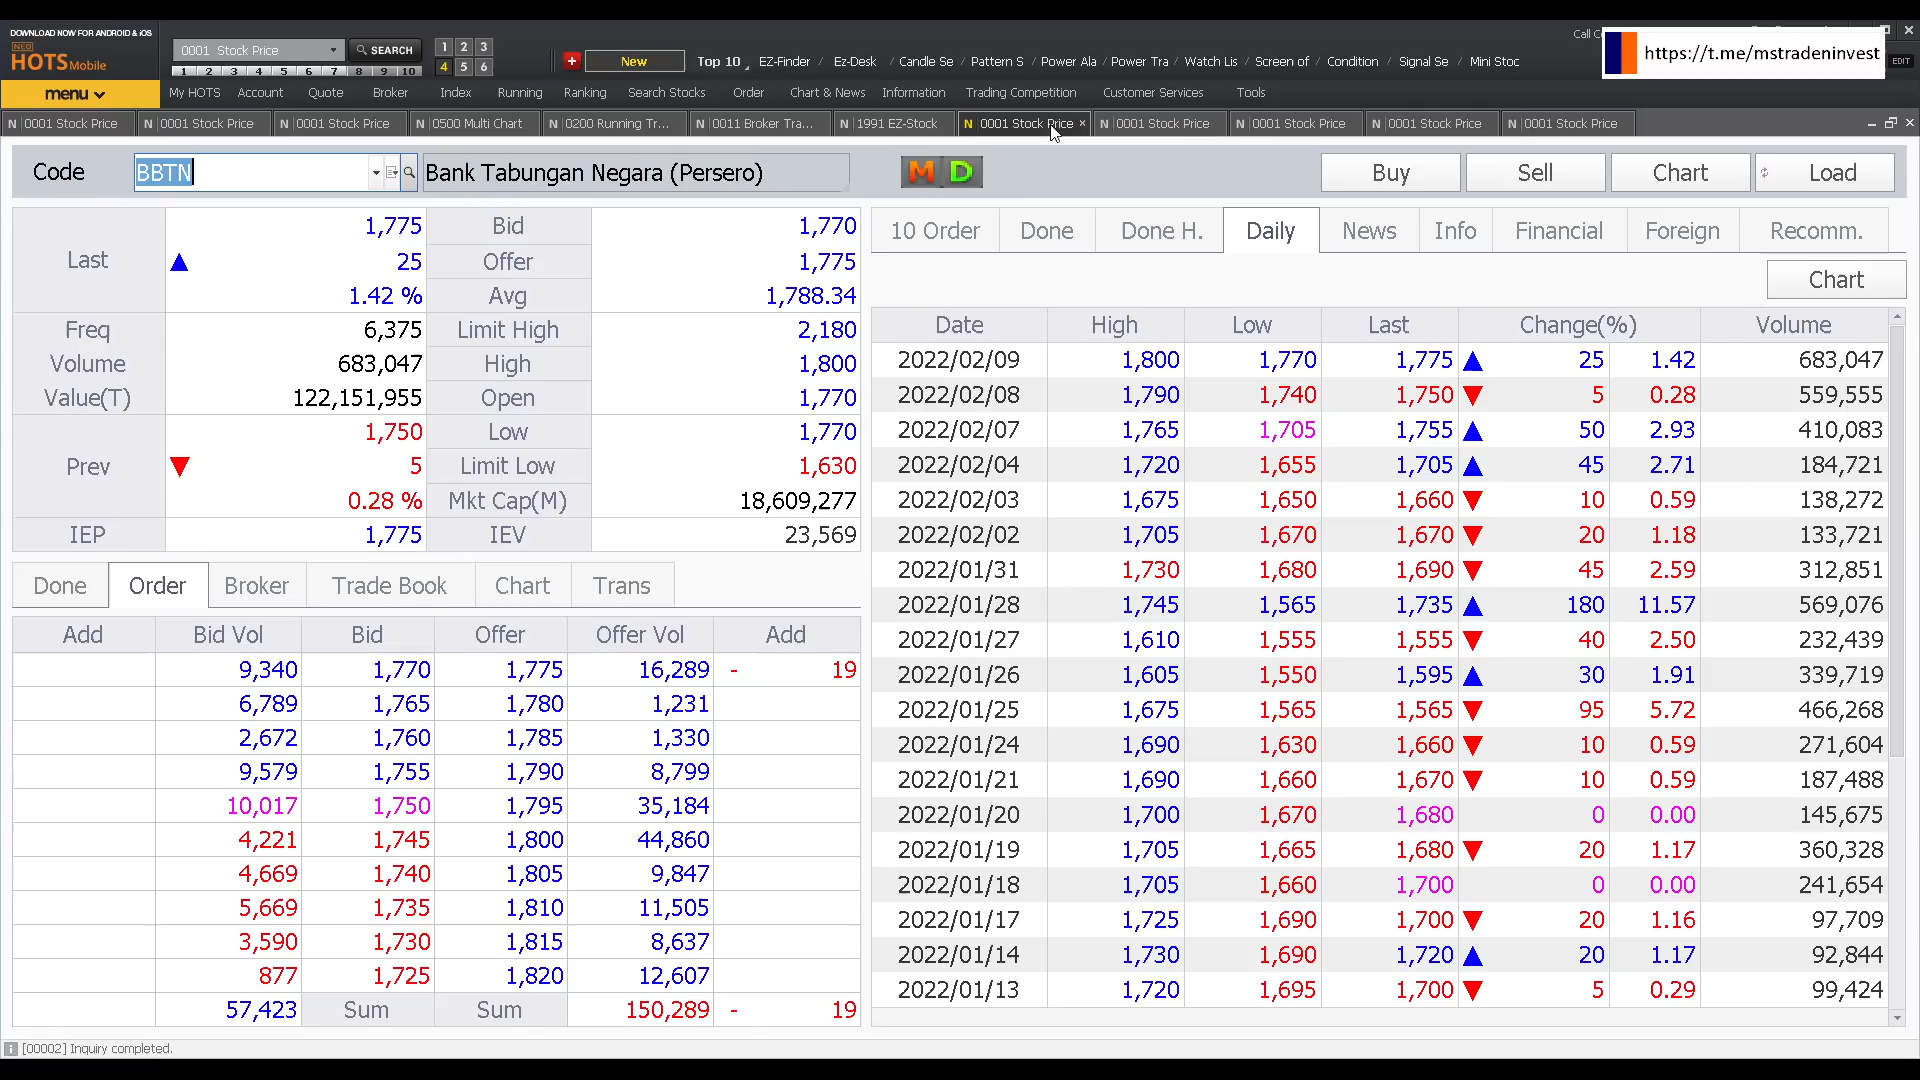 DOWNLOAD NOW FOR ANDROID & iOS
NEO
HOTS Mobile
0001 Stock Price
SEARCH
1 2 3 4 5 6 7 8 9 10
1 2 3
4 5 6
New
Top 10 EZ-Finder / Ez-Desk / Candle Se / Pattern S / Power Ala / Power Tra / Watch Lis / Screen of / Condition / Signal Se / Mini Stoc
https://t.me/mstradeninvest
EDIT
menu
My HOTS Account Quote Broker Index Running Ranking Search Stocks Order Chart & News Information Trading Competition Customer Services Tools
N 0001 Stock Price N 0001 Stock Price N 0001 Stock Price N 0500 Multi Chart N 0200 Running Tr... N 0011 Broker Tra... N 1991 EZ-Stock N 0001 Stock Price × N 0001 Stock Price N 0001 Stock Price N 0001 Stock Price N 0001 Stock Price
Code BBTN Bank Tabungan Negara (Persero) M D Buy Sell Chart Load
Last 1,775 Bid 1,770
▲ 25 Offer 1,775
1.42 % Avg 1,788.34
Freq 6,375 Limit High 2,180
Volume 683,047 High 1,800
Value(T) 122,151,955 Open 1,770
Prev 1,750 Low 1,770
▼ 5 Limit Low 1,630
0.28 % Mkt Cap(M) 18,609,277
IEP 1,775 IEV 23,569
Done Order Broker Trade Book Chart Trans
Add Bid Vol Bid Offer Offer Vol Add
9,340 1,770 1,775 16,289 - 19
6,789 1,765 1,780 1,231
2,672 1,760 1,785 1,330
9,579 1,755 1,790 8,799
10,017 1,750 1,795 35,184
4,221 1,745 1,800 44,860
4,669 1,740 1,805 9,847
5,669 1,735 1,810 11,505
3,590 1,730 1,815 8,637
877 1,725 1,820 12,607
57,423 Sum Sum 150,289 - 19
10 Order Done Done H. Daily News Info Financial Foreign Recomm.
Chart
Date High Low Last Change(%) Volume
2022/02/09 1,800 1,770 1,775 ▲ 25 1.42 683,047
2022/02/08 1,790 1,740 1,750 ▼ 5 0.28 559,555
2022/02/07 1,765 1,705 1,755 ▲ 50 2.93 410,083
2022/02/04 1,720 1,655 1,705 ▲ 45 2.71 184,721
2022/02/03 1,675 1,650 1,660 ▼ 10 0.59 138,272
2022/02/02 1,705 1,670 1,670 ▼ 20 1.18 133,721
2022/01/31 1,730 1,680 1,690 ▼ 45 2.59 312,851
2022/01/28 1,745 1,565 1,735 ▲ 180 11.57 569,076
2022/01/27 1,610 1,555 1,555 ▼ 40 2.50 232,439
2022/01/26 1,605 1,550 1,595 ▲ 30 1.91 339,719
2022/01/25 1,675 1,565 1,565 ▼ 95 5.72 466,268
2022/01/24 1,690 1,630 1,660 ▼ 10 0.59 271,604
2022/01/21 1,690 1,660 1,670 ▼ 10 0.59 187,488
2022/01/20 1,700 1,670 1,680 0 0.00 145,675
2022/01/19 1,705 1,665 1,680 ▼ 20 1.17 360,328
2022/01/18 1,705 1,660 1,700 0 0.00 241,654
2022/01/17 1,725 1,690 1,700 ▼ 20 1.16 97,709
2022/01/14 1,730 1,690 1,720 ▲ 20 1.17 92,844
2022/01/13 1,720 1,695 1,700 ▼ 5 0.29 99,424
[00002] Inquiry completed.